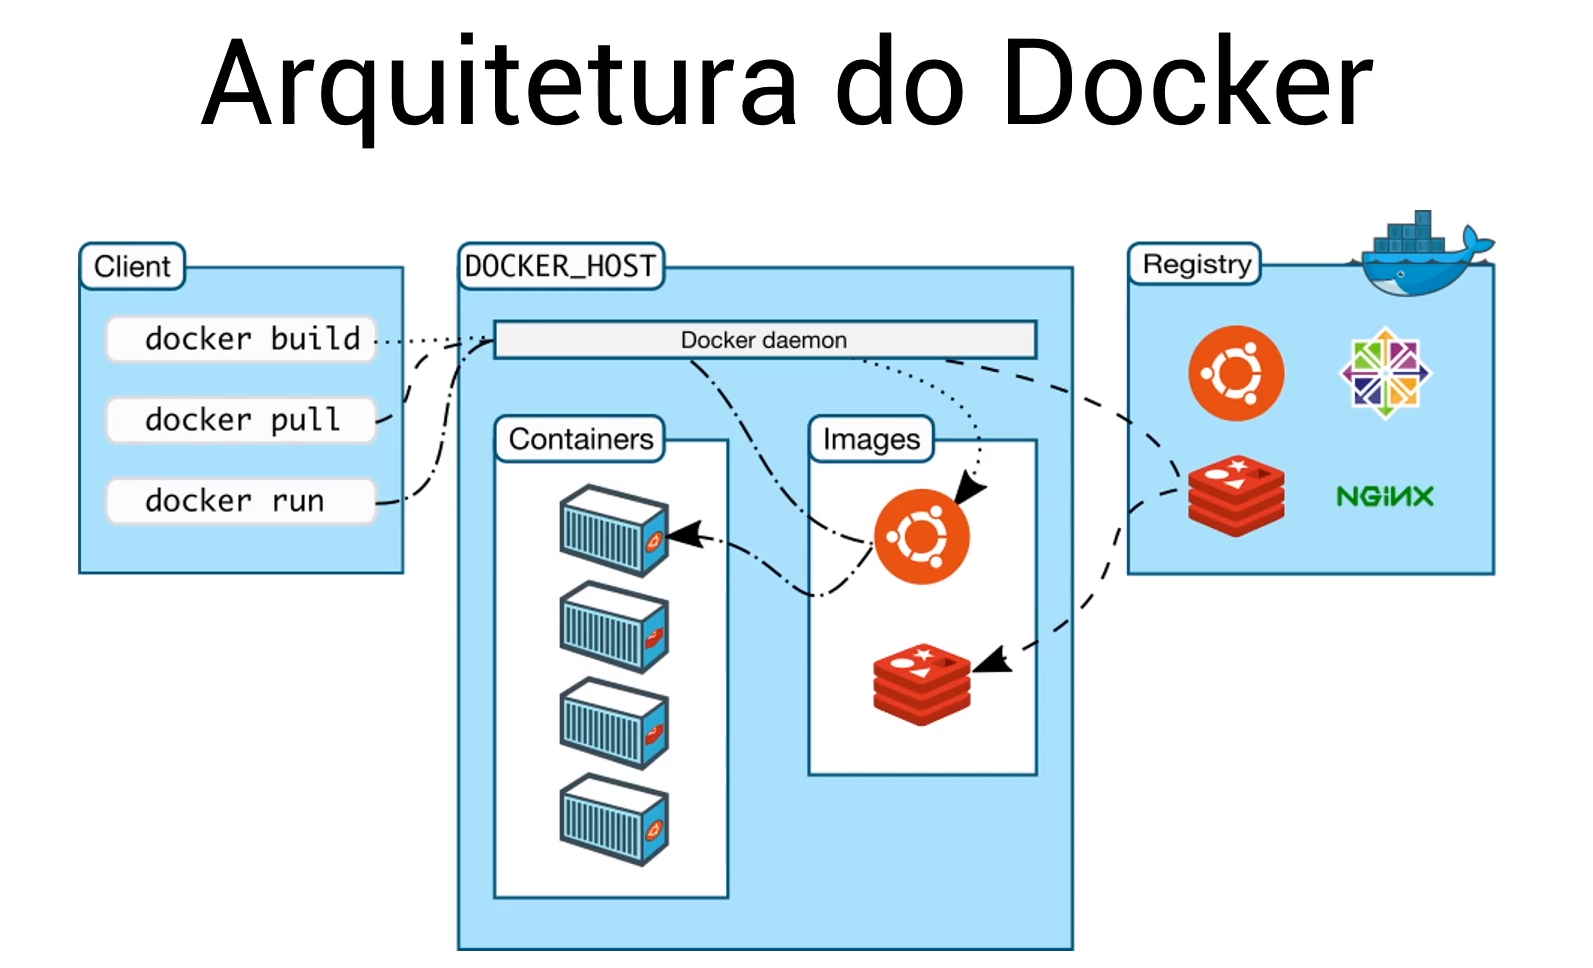 Arquitetura do Docker
Client
docker build
docker pull
docker run
DOCKER_HOST
Docker daemon
Containers
Images
Registry
NGiNX